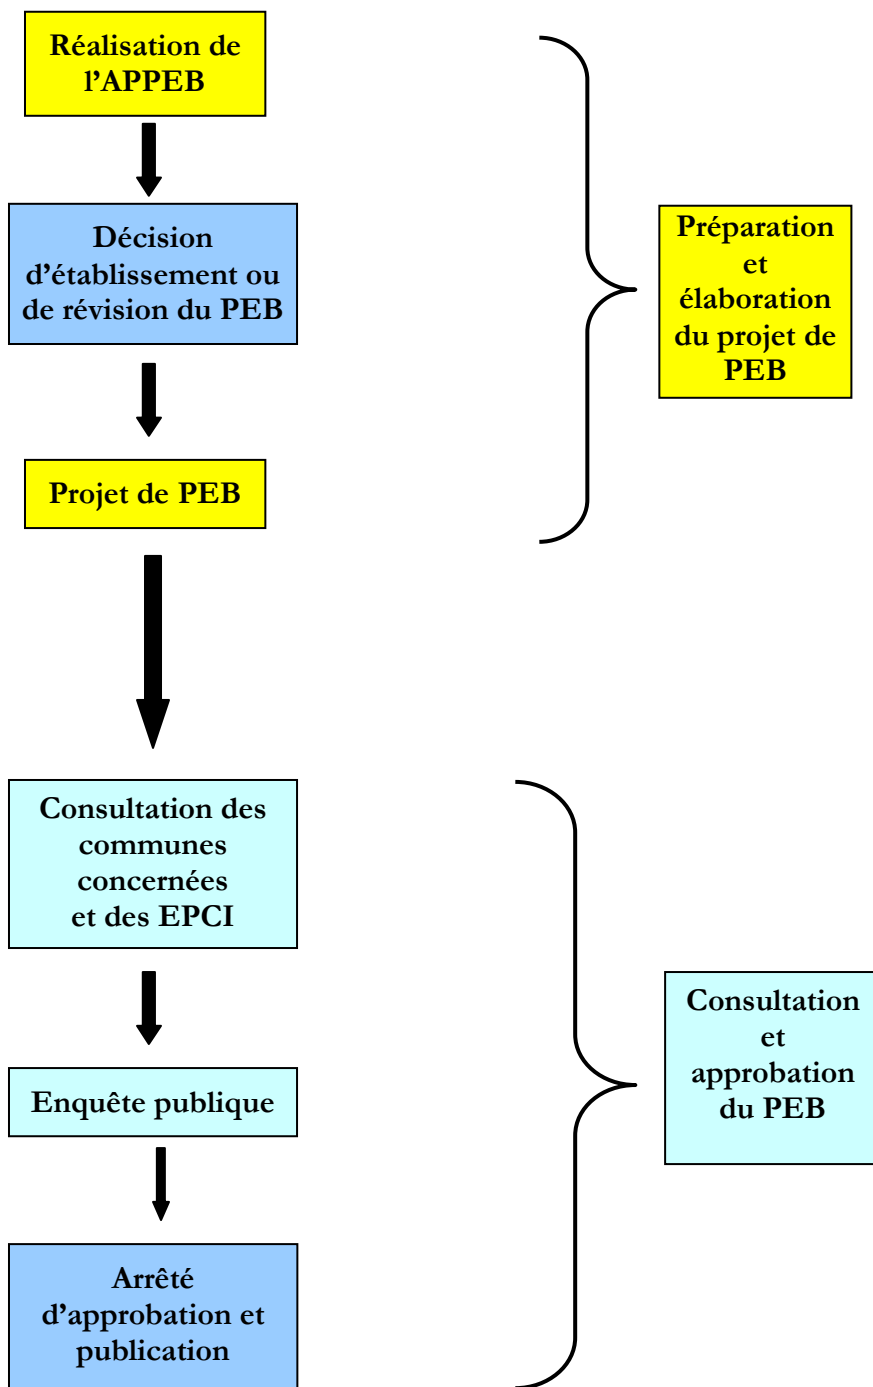 Réalisation de
l'APPEB
Décision
d'établissement ou
de révision du PEB
Projet de PEB
Préparation
et
élaboration
du projet de
PEB
Consultation des
communes
concernées
et des EPCI
Enquête publique
Arrêté
d'approbation et
publication
Consultation
et
approbation
du PEB